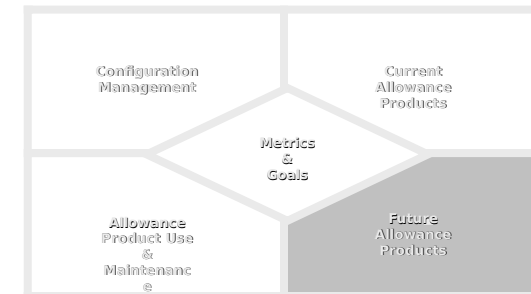 Configuration
Management
Current
Allowance
Products
Metrics
&
Goals
Allowance
Product Use
&
Maintenanc
e
Future
Allowance
Products